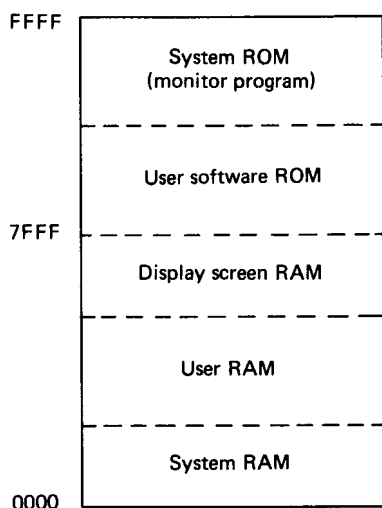 FFFF
System ROM
(monitor program)
User software ROM
7FFF
Display screen RAM
User RAM
System RAM
0000